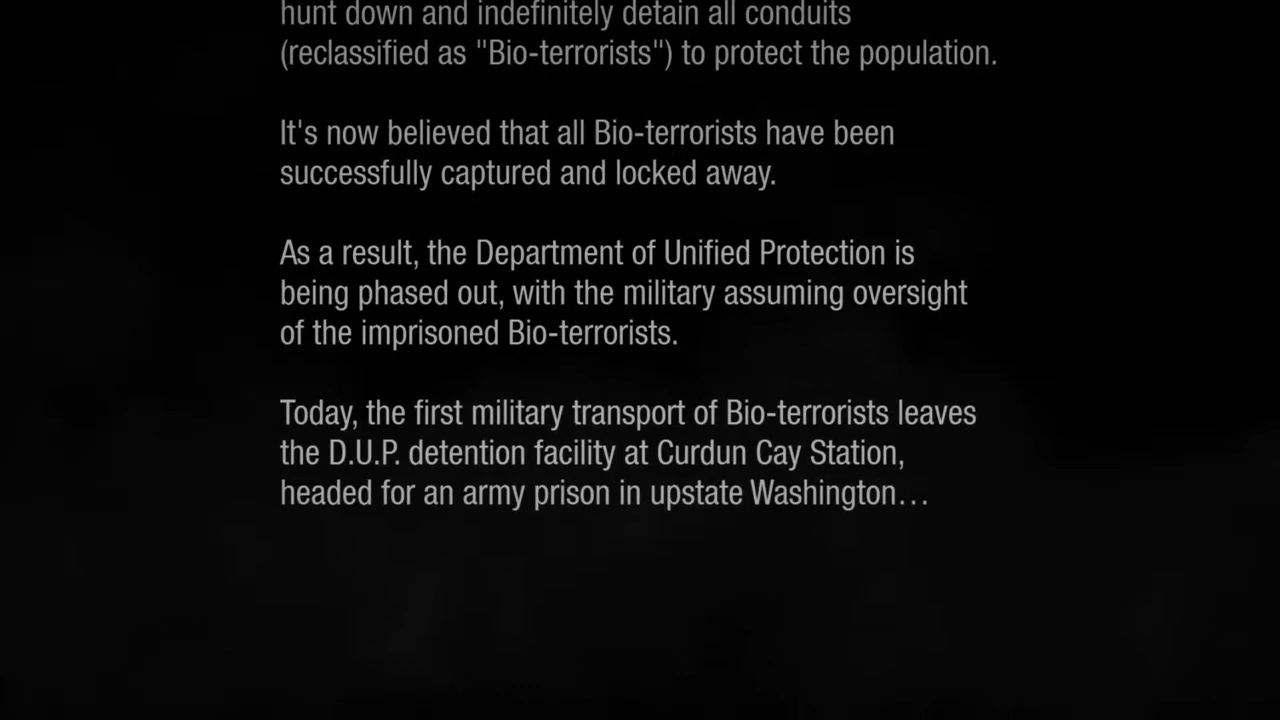 hunt down and indefinitely detain all conduits
(reclassified as "Bio-terrorists") to protect the population.
It's now believed that all Bio-terrorists have been
successfully captured and locked away.
As a result, the Department of Unified Protection is
being phased out, with the military assuming oversight
of the imprisoned Bio-terrorists.
Today, the first military transport of Bio-terrorists leaves
the D.U.P. detention facility at Curdun Cay Station,
headed for an army prison in upstate Washington…